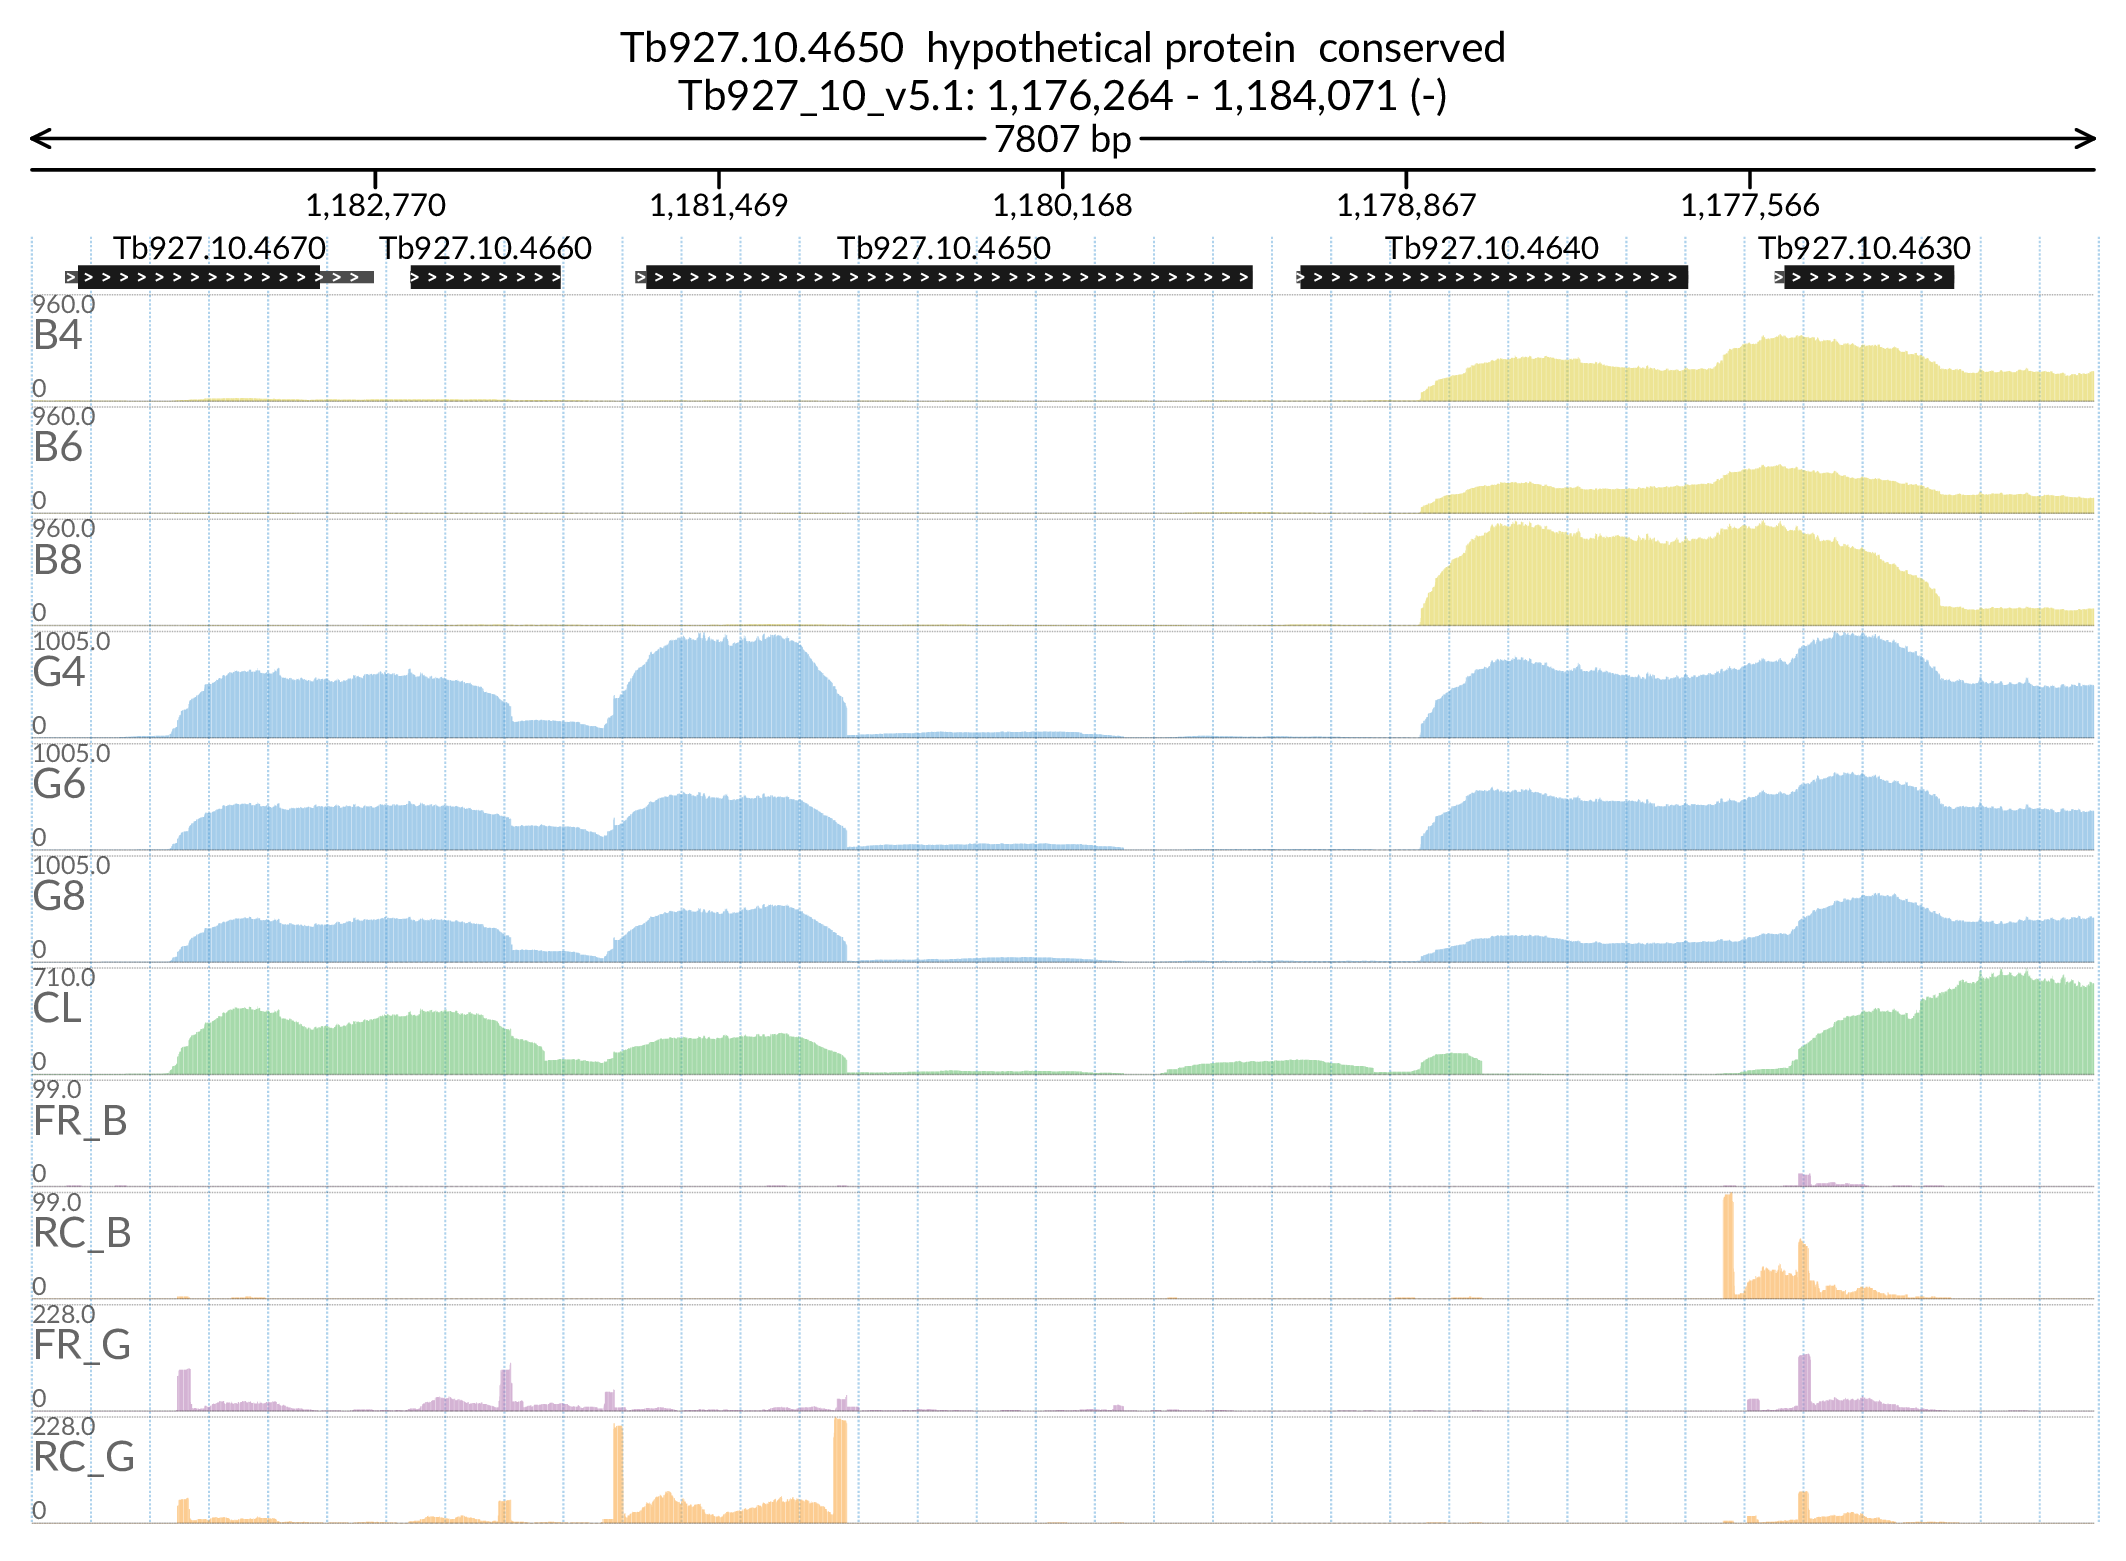 Tb927.10.4650  hypothetical protein  conserved
Tb927_10_v5.1: 1,176,264 - 1,184,071 (-)
7807 bp
1,182,770 1,181,469 1,180,168 1,178,867 1,177,566
Tb927.10.4670 Tb927.10.4660 Tb927.10.4650 Tb927.10.4640 Tb927.10.4630
960.0
B4
0
960.0
B6
0
960.0
B8
0
1005.0
G4
0
1005.0
G6
0
1005.0
G8
0
710.0
CL
0
99.0
FR_B
0
99.0
RC_B
0
228.0
FR_G
0
228.0
RC_G
0